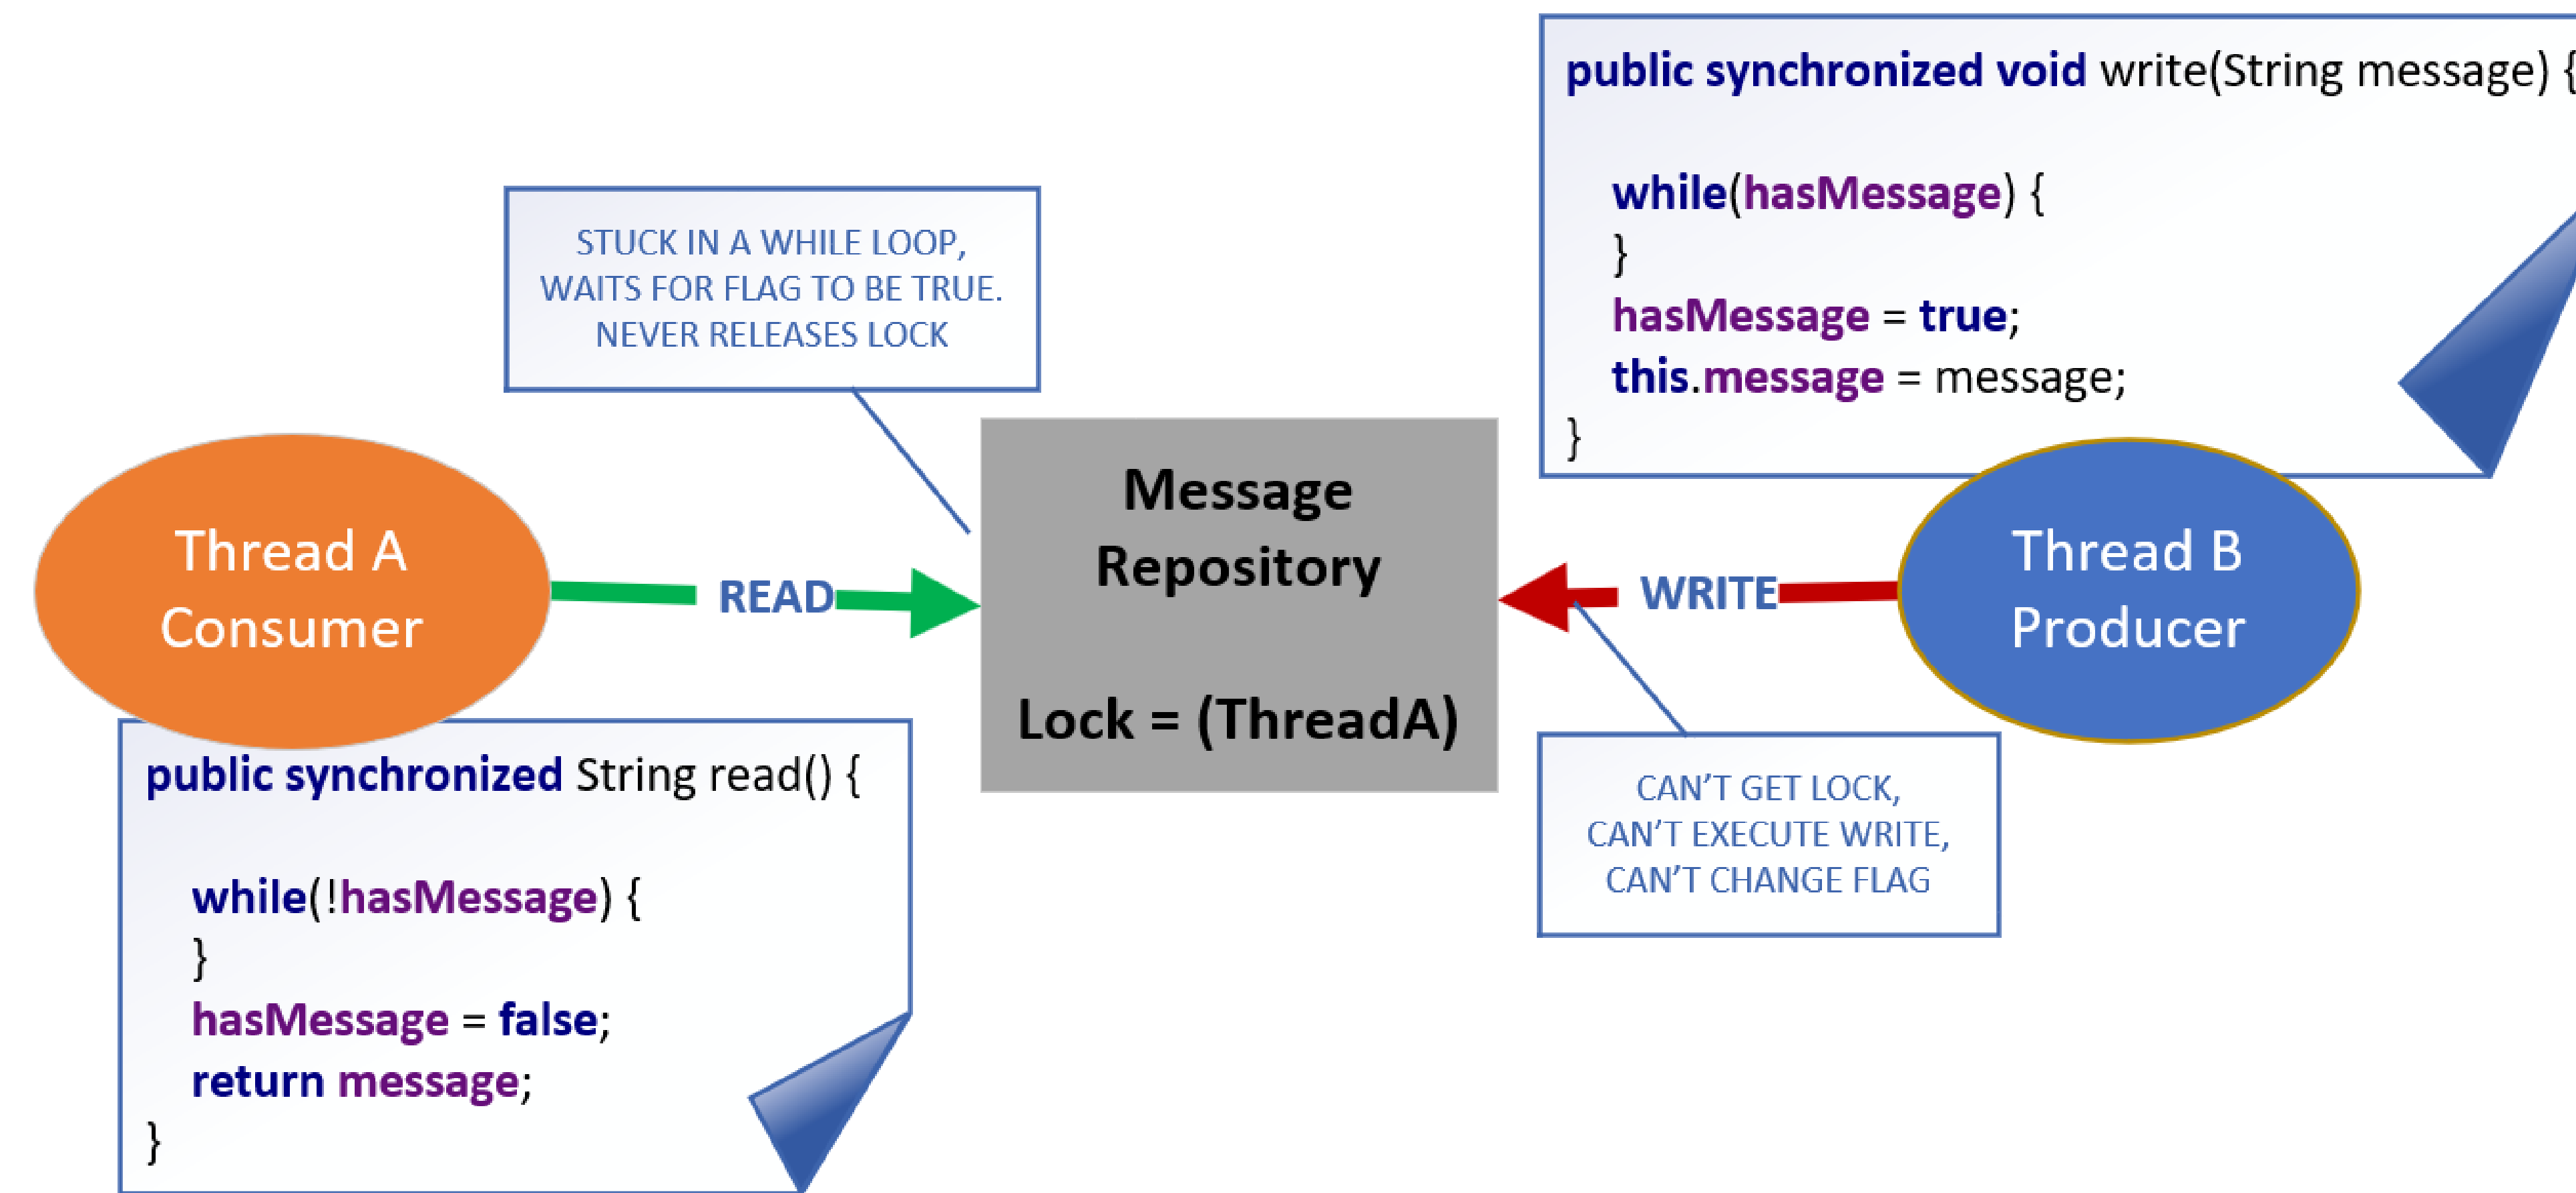 public synchronized void write(String message) {
while(hasMessage) {
}
hasMessage = true;
this.message = message;
}
STUCK IN A WHILE LOOP,
WAITS FOR FLAG TO BE TRUE.
NEVER RELEASES LOCK
Thread A
Consumer
READ
Message
Repository
Lock = (ThreadA)
WRITE
Thread B
Producer
public synchronized String read() {
while(!hasMessage) {
}
hasMessage = false;
return message;
}
CAN’T GET LOCK,
CAN’T EXECUTE WRITE,
CAN’T CHANGE FLAG